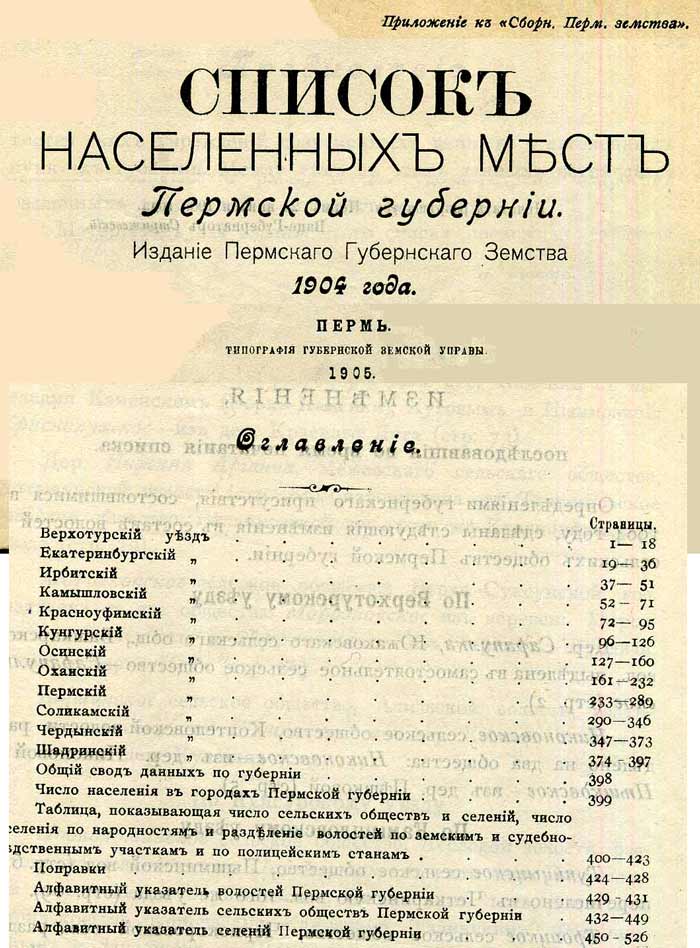 Приложеніе къ «Сборн. Перм. земства».
СПИСОКЪ
НАСЕЛЕННЫХЪ МѢСТЪ
Пермской губерніи.
Изданіе Пермскаго Губернскаго Земства
1904 года.
ПЕРМЬ.
ТИПОГРАФІЯ ГУБЕРНСКОЙ ЗЕМСКОЙ УПРАВЫ.
1905.
Оглавленіе.
Страницы.
Верхотурскій уѣздъ . . . . . 1— 18
Екатеринбургскій „ . . . . . 19— 36
Ирбитскій „ . . . . . 37— 51
Камышловскій „ . . . . . 52 - 71
Красноуфимскій „ . . . . . 72— 95
Кунгурскій „ . . . . . 96—126
Осинскій „ . . . . . 127—160
Оханскій „ . . . . . 161—232
Пермскій „ . . . . . 233—289
Соликамскій „ . . . . . 290—346
Чердынскій „ . . . . . 347—373
Шадринскій „ . . . . . 374 - 397
Общій сводъ данныхъ по губерніи . . . . . 398
Число населенія въ городахъ Пермской губерніи . . . . . 399
Таблица, показывающая число сельскихъ обществъ и селеній, число
селенія по народностямъ и раздѣленіе волостей по земскимъ и судебно-
ѣдственнымъ участкамъ и по полицейскимъ станамъ . . . . . 400—423
Поправки . . . . . 424—428
Алфавитный указатель волостей Пермской губерніи . . . . . 429 - 431
Алфавитный указатель сельскихъ обществъ Пермской губерніи . . . . . 432—449
Алфавитный указатель селеній Пермской губерніи . . . . . 450 - 526